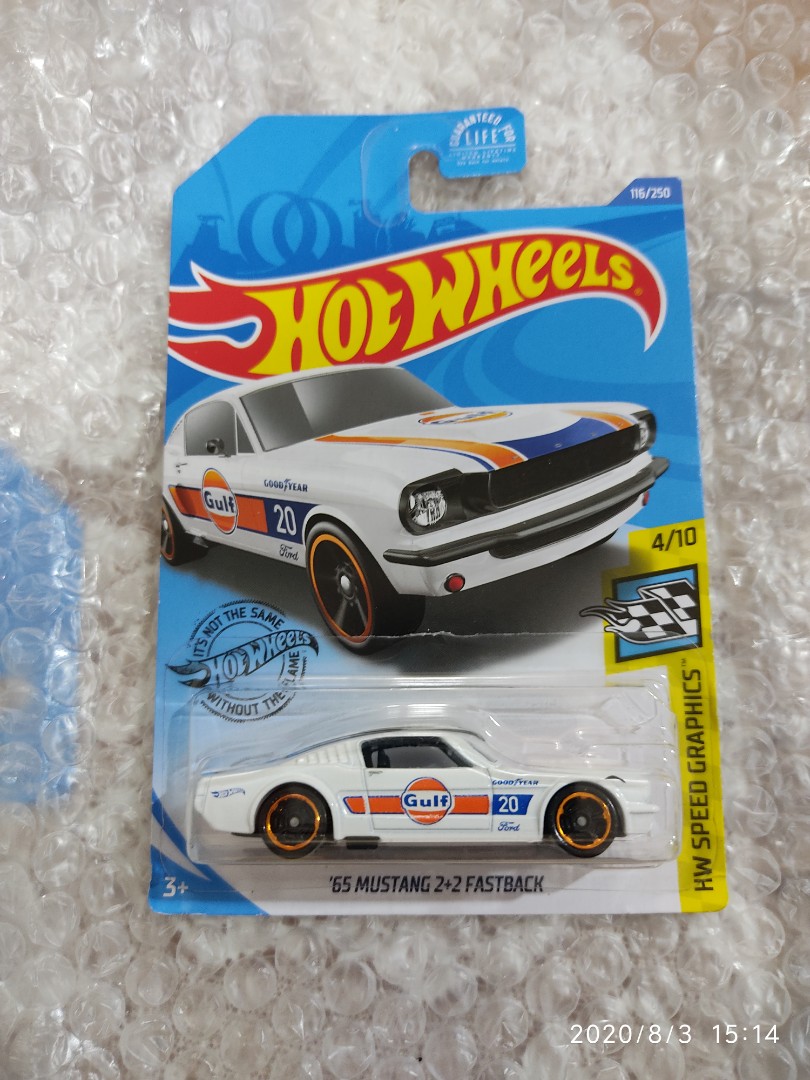 GUARANTEED FOR
LIFE
116/250
HOT WHEELS
Gulf
GOODYEAR
20
Ford
4/10
IT'S NOT THE SAME
HOT WHEELS
WITHOUT THE FLAME
HW SPEED GRAPHICS™
GOODYEAR
Gulf
20
Ford
3+
'65 MUSTANG 2+2 FASTBACK
2020/8/3 15:14